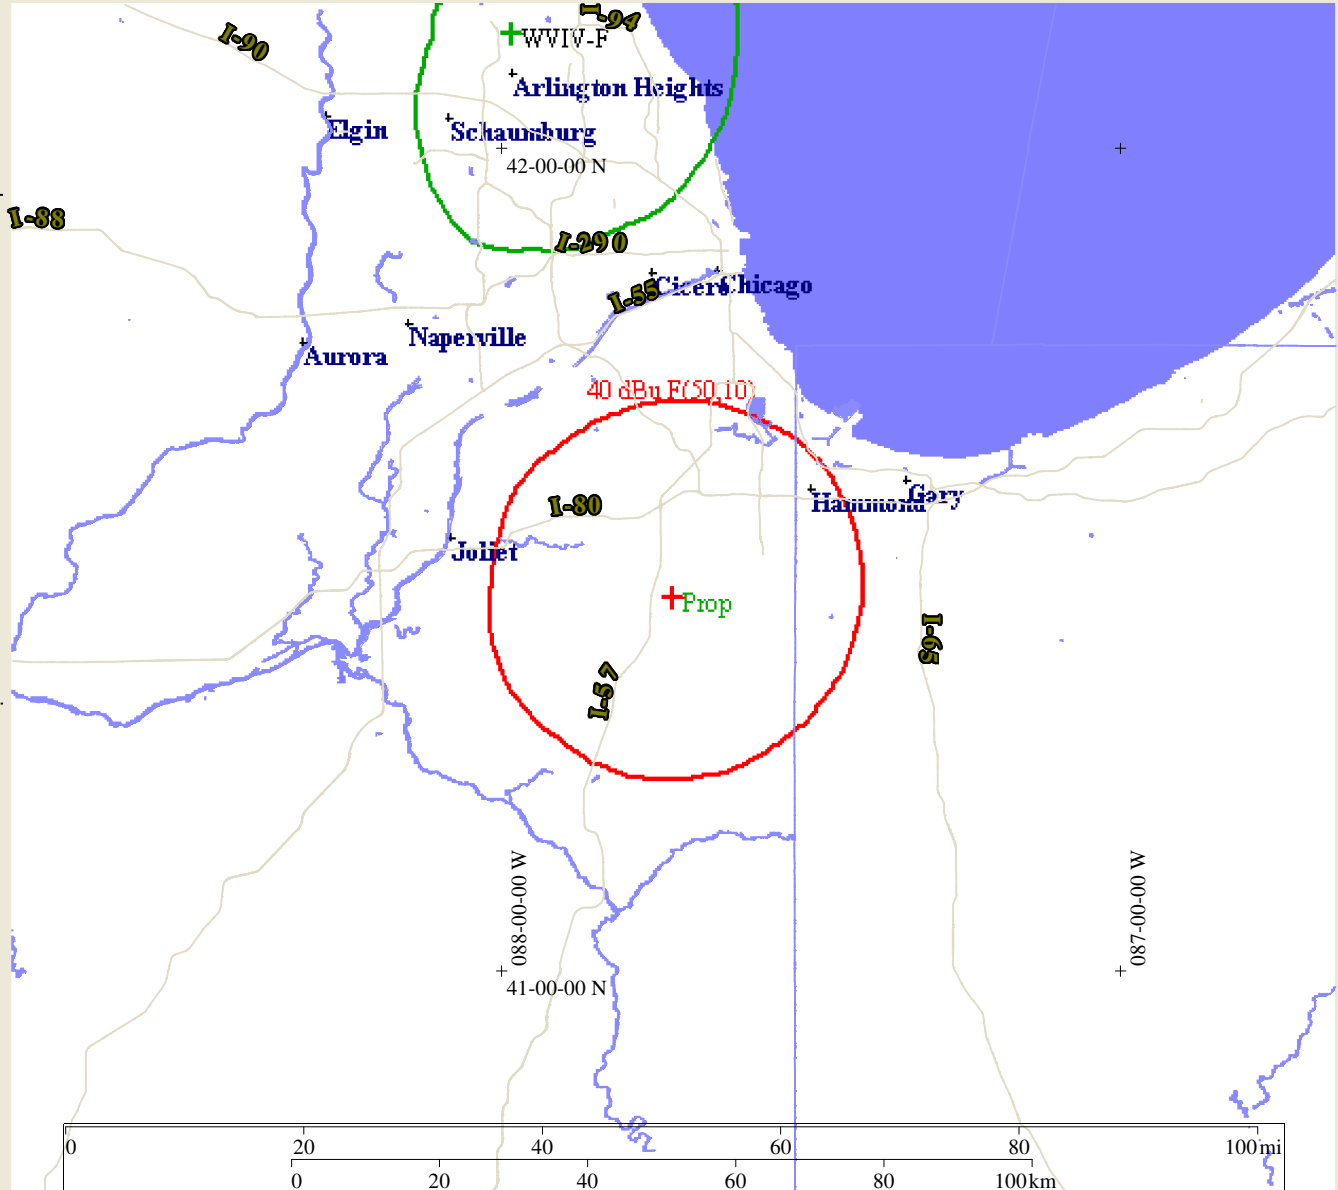 I-94
I-90
WVIV-F
Arlington Heights
Elgin
Schaumburg
42-00-00 N
I-88
I-290
Cicero
Chicago
I-55
Naperville
Aurora
40 dBu F(50,10)
Hammond
Gary
I-80
Joliet
Prop
I-65
I-57
088-00-00 W
087-00-00 W
41-00-00 N
0 20 40 60 80 100mi
0 20 40 60 80 100km